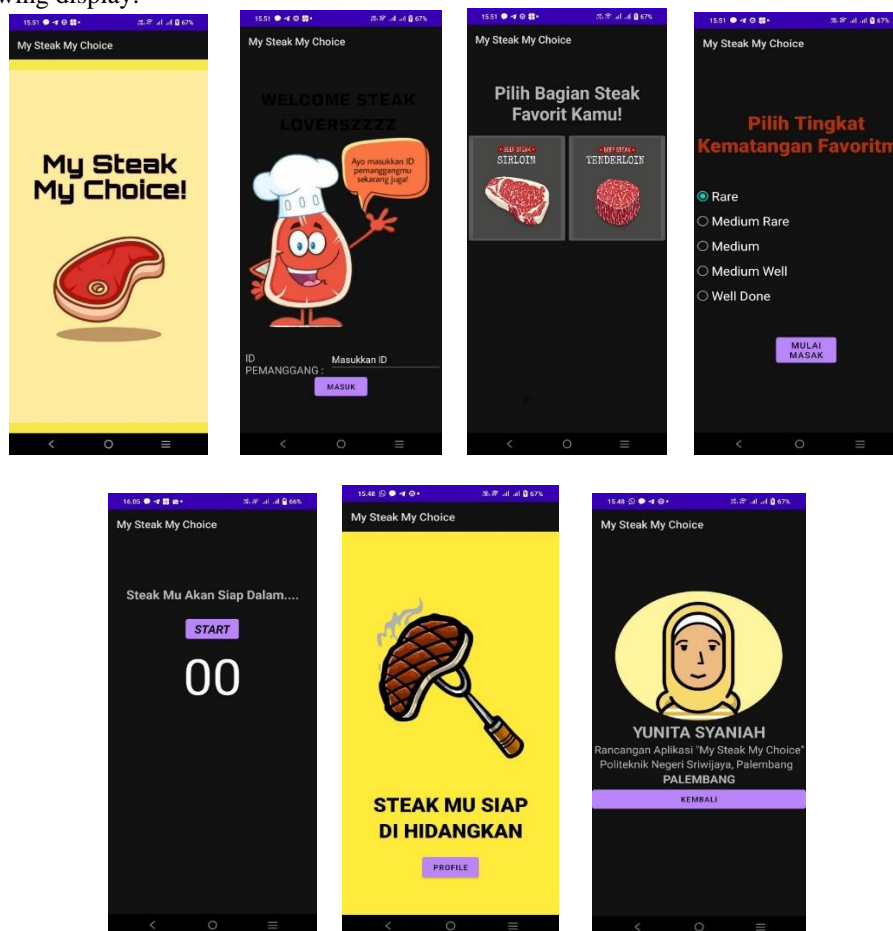 wing display:
15.51
67%
My Steak My Choice
My Steak
My Choice!
15.51
67%
My Steak My Choice
WELCOME STEAK
LOVERSZZZZ
Ayo masukkan ID
pemanggangmu
sekarang juga!
ID
PEMANGGANG :
Masukkan ID
MASUK
15.51
67%
My Steak My Choice
Pilih Bagian Steak
Favorit Kamu!
BEEF STEAK
SIRLOIN
BEEF STEAK
TENDERLOIN
15.51
67%
My Steak My Choice
Pilih Tingkat
Kematangan Favoritm
Rare
Medium Rare
Medium
Medium Well
Well Done
MULAI
MASAK
16.05
66%
My Steak My Choice
Steak Mu Akan Siap Dalam....
START
00
15.48
67%
My Steak My Choice
STEAK MU SIAP
DI HIDANGKAN
PROFILE
15.48
67%
My Steak My Choice
YUNITA SYANIAH
Rancangan Aplikasi "My Steak My Choice"
Politeknik Negeri Sriwijaya, Palembang
PALEMBANG
KEMBALI